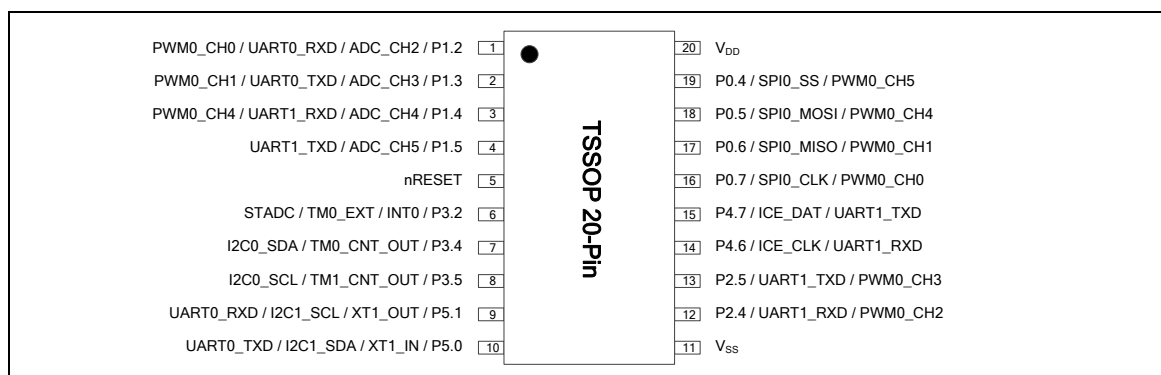 PWM0_CH0 / UART0_RXD / ADC_CH2 / P1.2 1
PWM0_CH1 / UART0_TXD / ADC_CH3 / P1.3 2
PWM0_CH4 / UART1_RXD / ADC_CH4 / P1.4 3
UART1_TXD / ADC_CH5 / P1.5 4
nRESET 5
STADC / TM0_EXT / INT0 / P3.2 6
I2C0_SDA / TM0_CNT_OUT / P3.4 7
I2C0_SCL / TM1_CNT_OUT / P3.5 8
UART0_RXD / I2C1_SCL / XT1_OUT / P5.1 9
UART0_TXD / I2C1_SDA / XT1_IN / P5.0 10
TSSOP 20-Pin
20 VDD
19 P0.4 / SPI0_SS / PWM0_CH5
18 P0.5 / SPI0_MOSI / PWM0_CH4
17 P0.6 / SPI0_MISO / PWM0_CH1
16 P0.7 / SPI0_CLK / PWM0_CH0
15 P4.7 / ICE_DAT / UART1_TXD
14 P4.6 / ICE_CLK / UART1_RXD
13 P2.5 / UART1_TXD / PWM0_CH3
12 P2.4 / UART1_RXD / PWM0_CH2
11 VSS